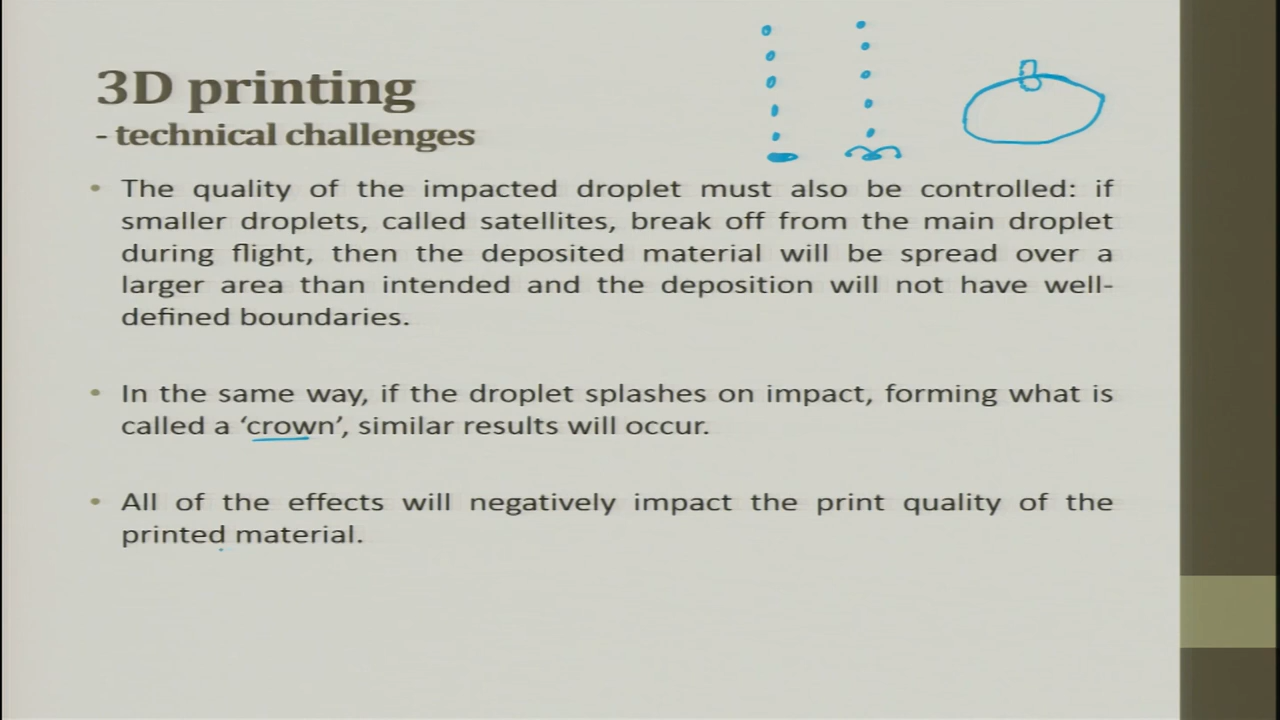 3D printing
- technical challenges
• The quality of the impacted droplet must also be controlled: if
smaller droplets, called satellites, break off from the main droplet
during flight, then the deposited material will be spread over a
larger area than intended and the deposition will not have well-
defined boundaries.
• In the same way, if the droplet splashes on impact, forming what is
called a ‘crown’, similar results will occur.
• All of the effects will negatively impact the print quality of the
printed material.